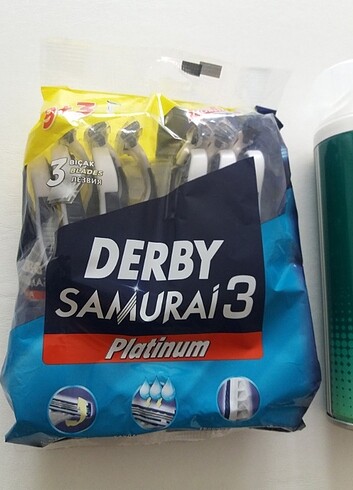 3 BIÇAK
BLADES
ЛЕЗВИЯ
DERBY
SAMURAİ 3
Platinum